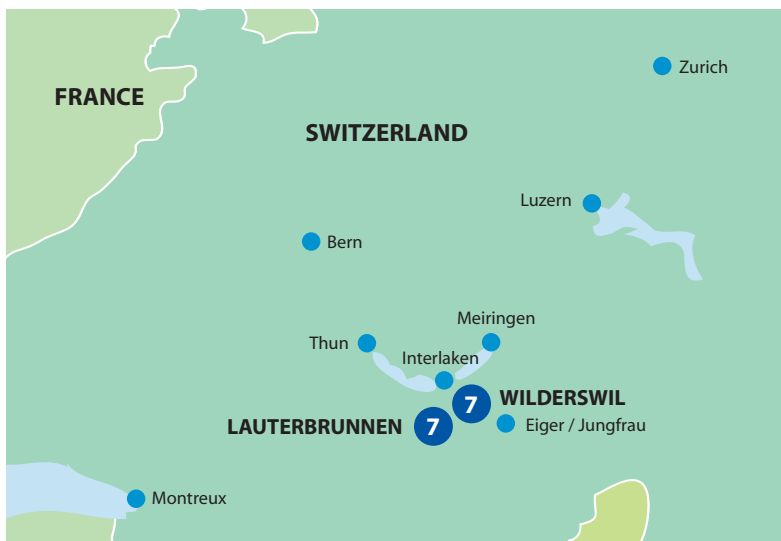 Zurich
FRANCE
SWITZERLAND
Luzern
Bern
Meiringen
Thun
Interlaken
7 WILDERSWIL
LAUTERBRUNNEN 7
Eiger / Jungfrau
Montreux